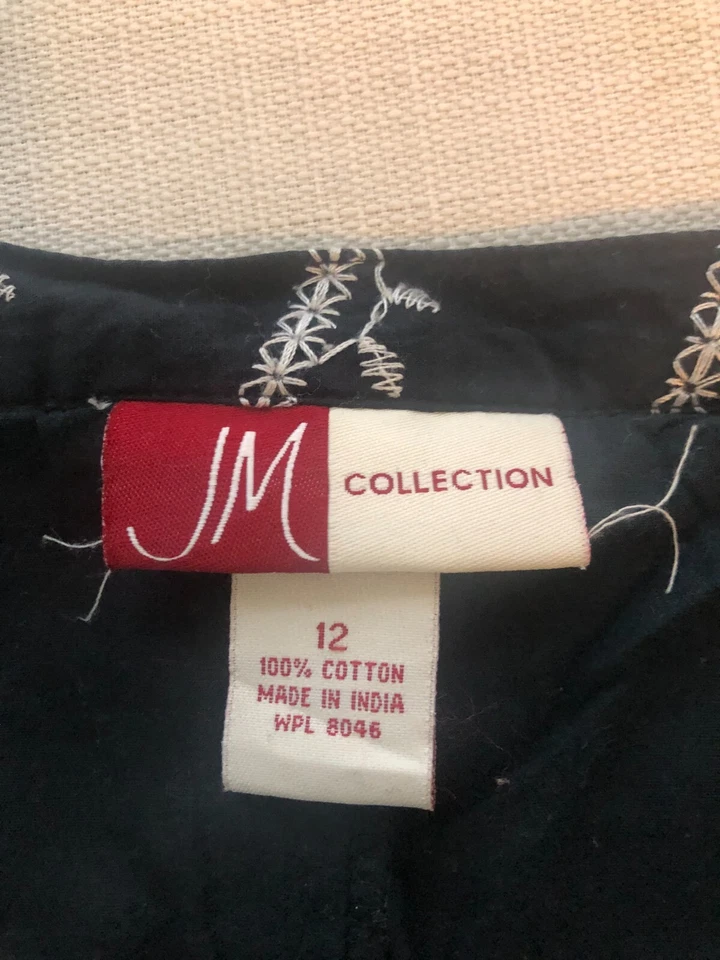 JM
COLLECTION
12
100% COTTON
MADE IN INDIA
WPL 8046